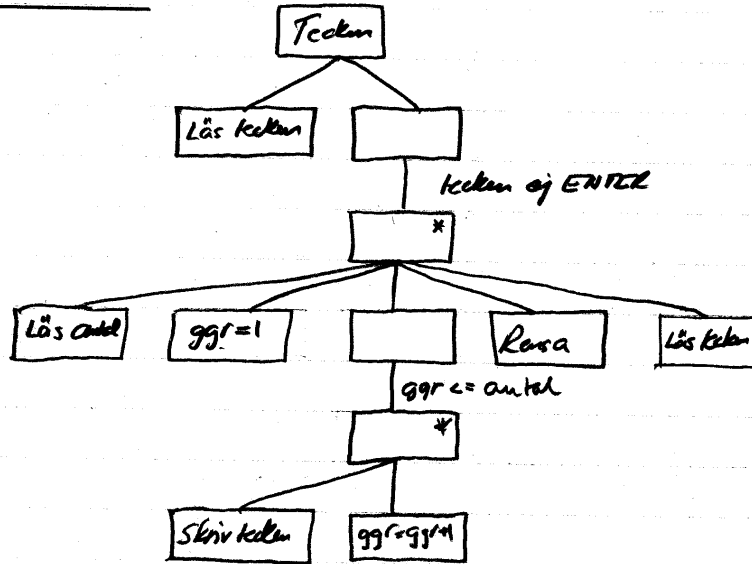 Tecken
Läs tecken
tecken ej ENTER
*
Läs antal
ggr=1
Rensa
Läs tecken
ggr <= antal
*
Skriv tecken
ggr=ggr+1